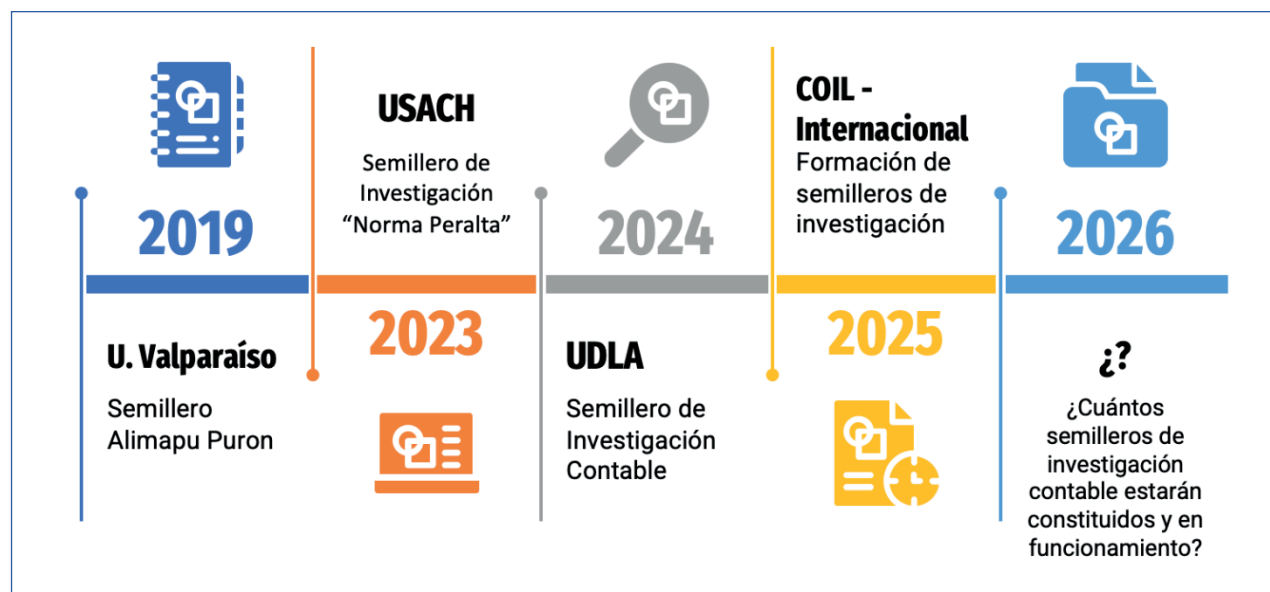 2019
U. Valparaíso
Semillero
Alimapu Puron
USACH
Semillero de
Investigación
“Norma Peralta”
2023
2024
UDLA
Semillero de
Investigación
Contable
COIL -
Internacional
Formación de
semilleros de
investigación
2025
2026
¿?
¿Cuántos
semilleros de
investigación
contable estarán
constituidos y en
funcionamiento?